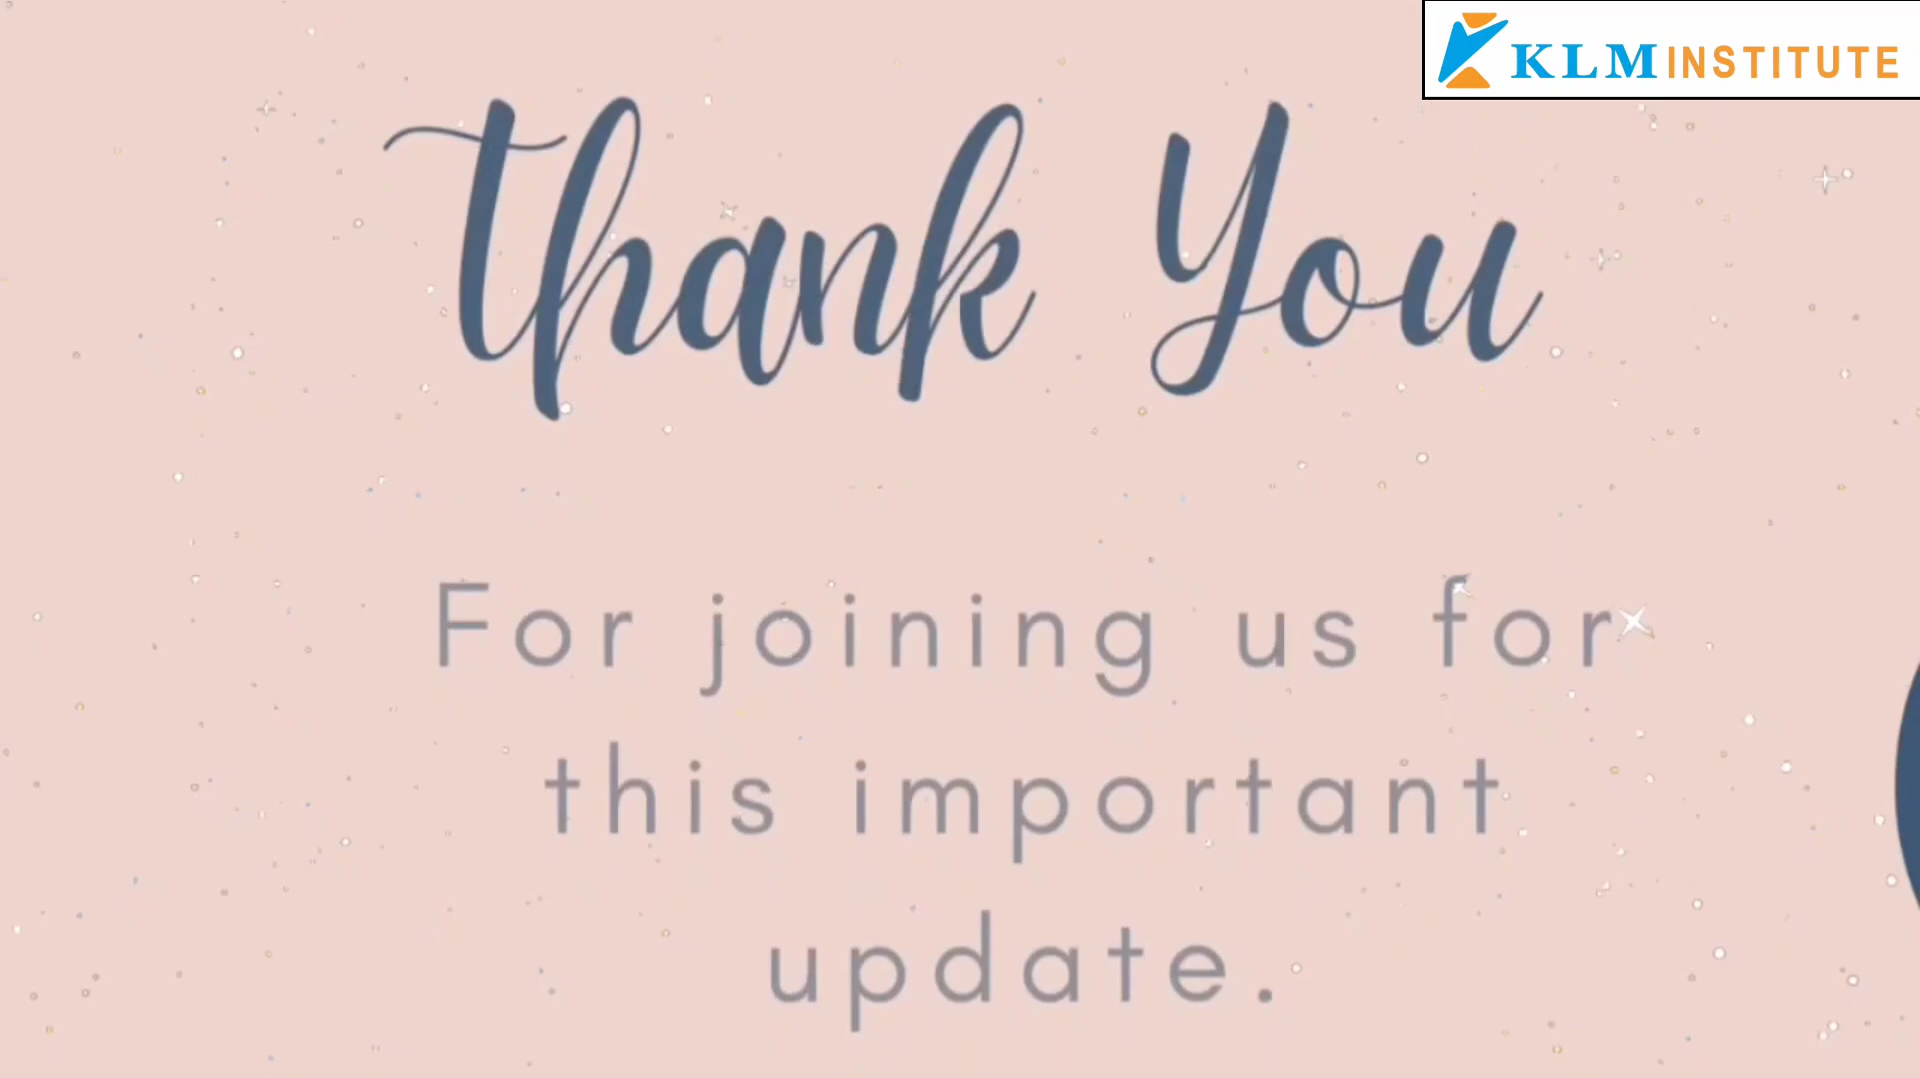 KLM INSTITUTE
Thank You
For joining us for
this important
update.